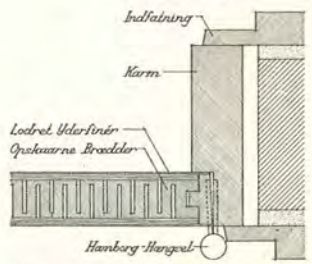 Indfatning
Karm
Lodret Yderfinér
Opskaarne Brædder
Hamborg-Hængsel